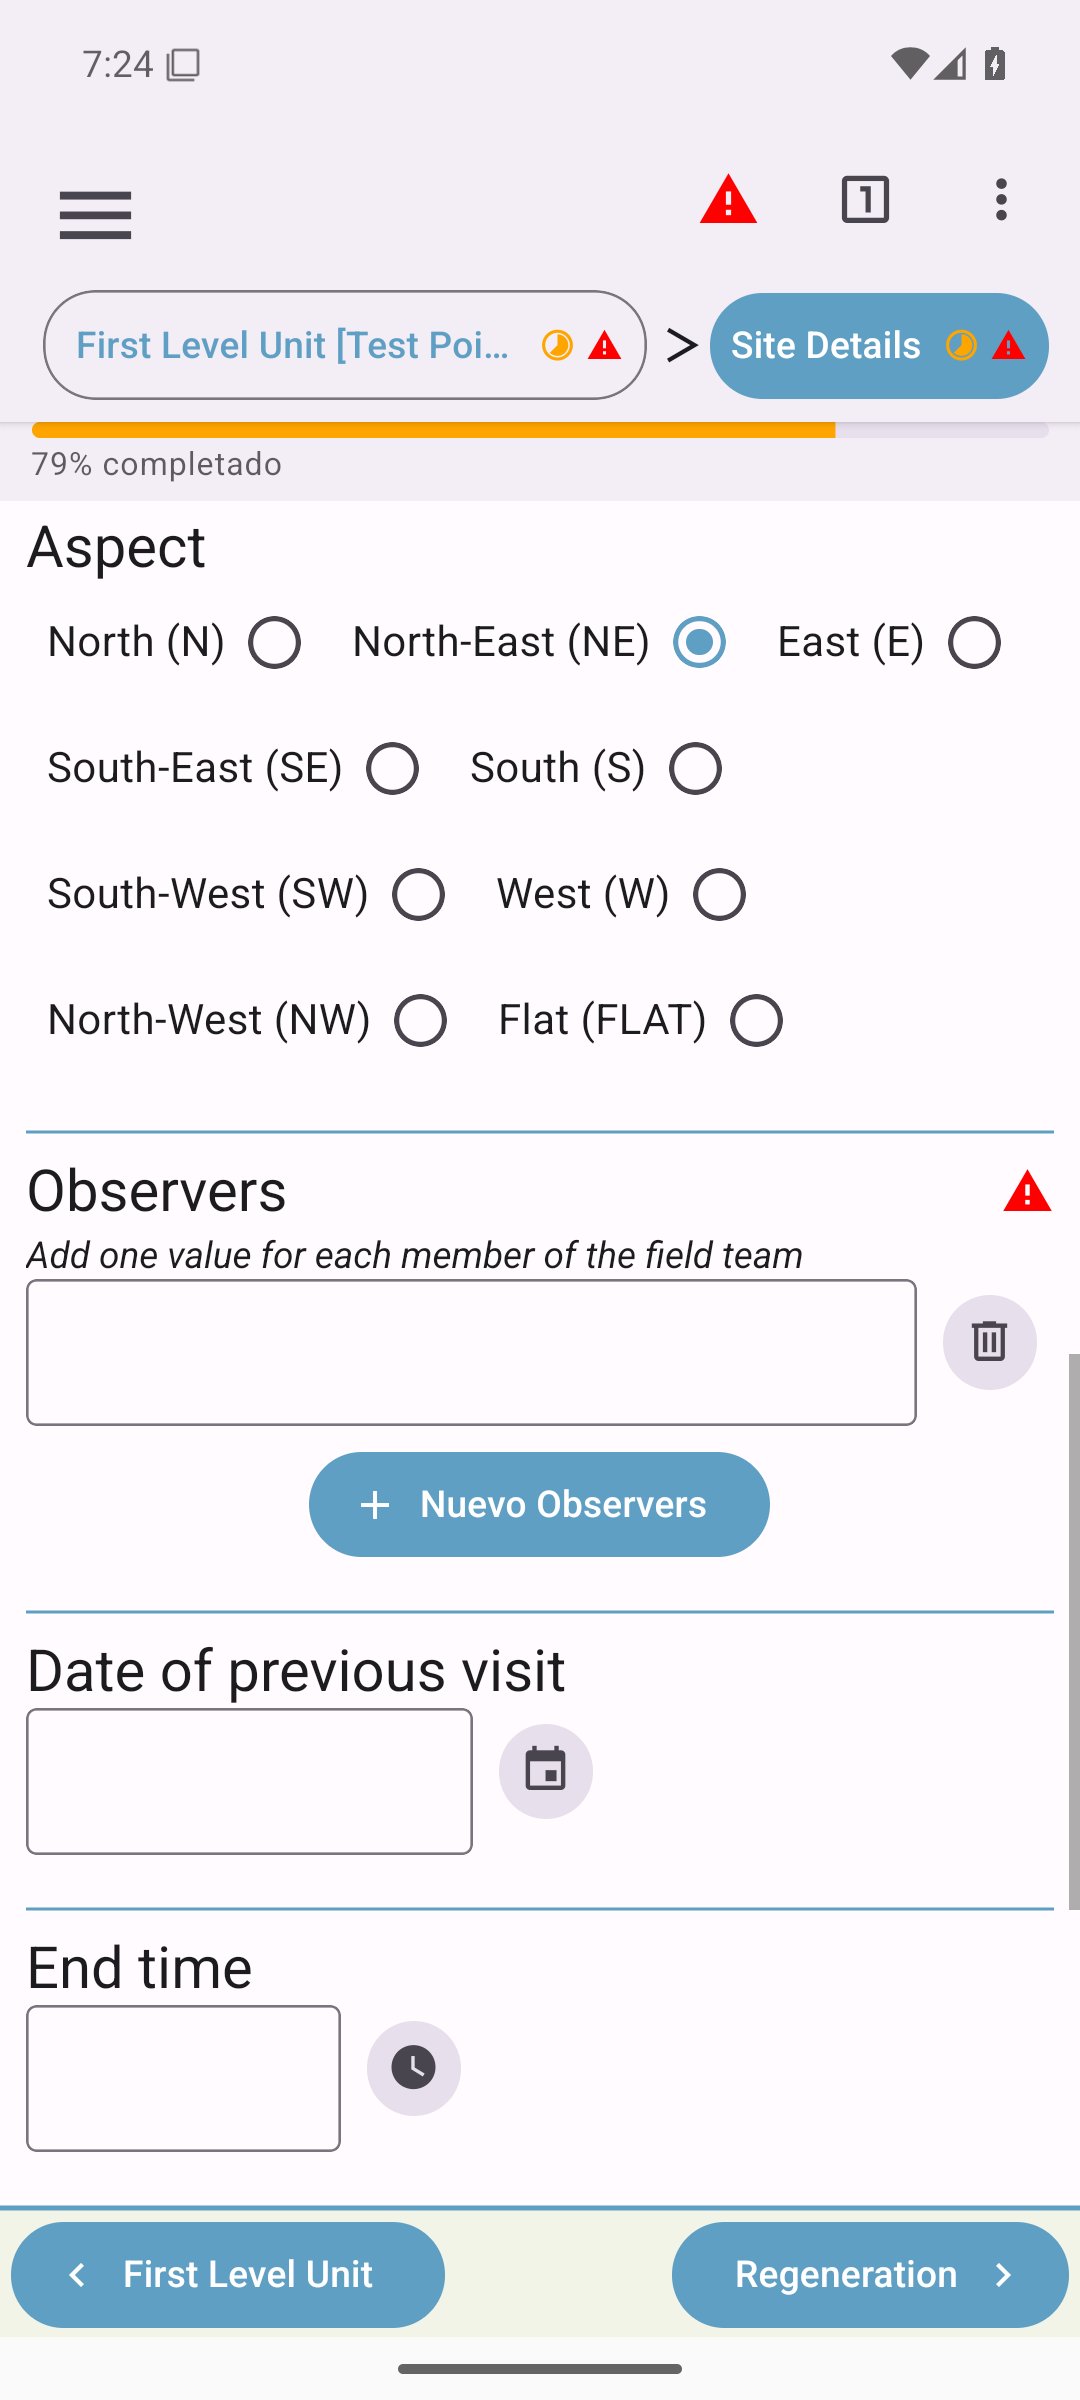 7:24
1
First Level Unit [Test Poi... > Site Details
79% completado
Aspect
North (N) North-East (NE) East (E)
South-East (SE) South (S)
South-West (SW) West (W)
North-West (NW) Flat (FLAT)
Observers
Add one value for each member of the field team
+ Nuevo Observers
Date of previous visit
End time
First Level Unit
Regeneration